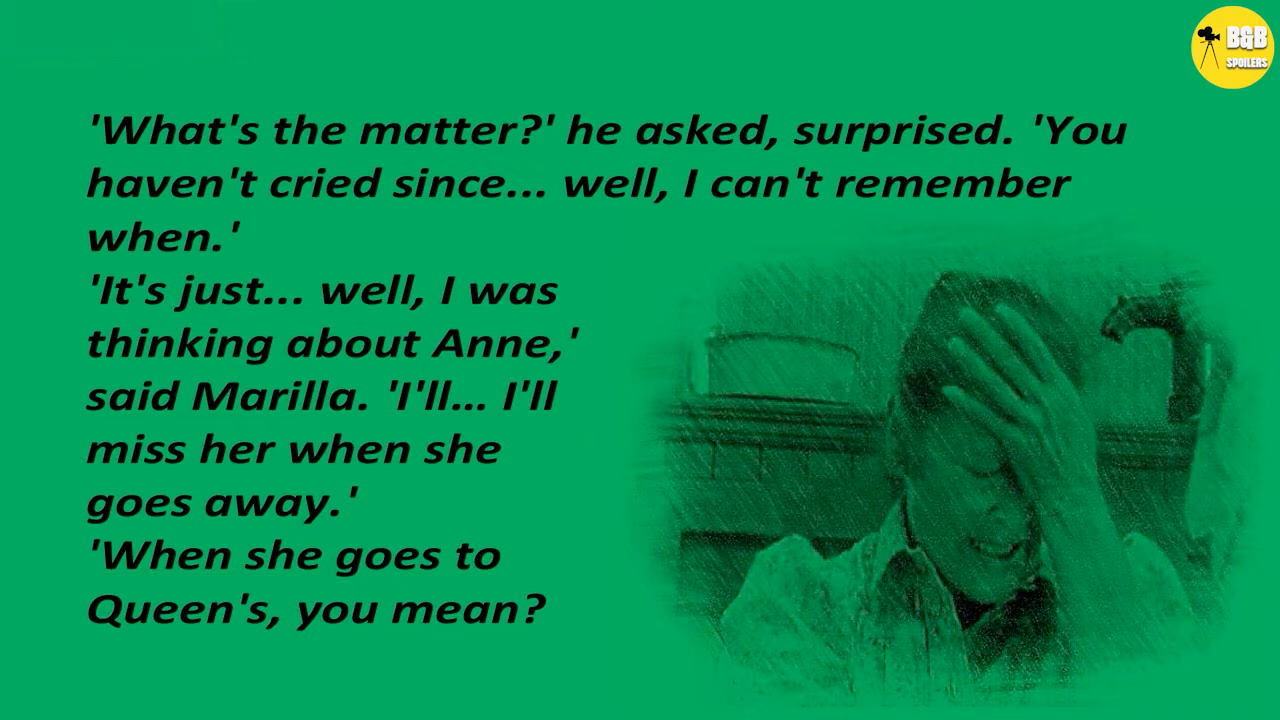 B&B
SPOILERS
'What's the matter?' he asked, surprised. 'You
haven't cried since... well, I can't remember
when.'
'It's just... well, I was
thinking about Anne,'
said Marilla. 'I'll... I'll
miss her when she
goes away.'
'When she goes to
Queen's, you mean?